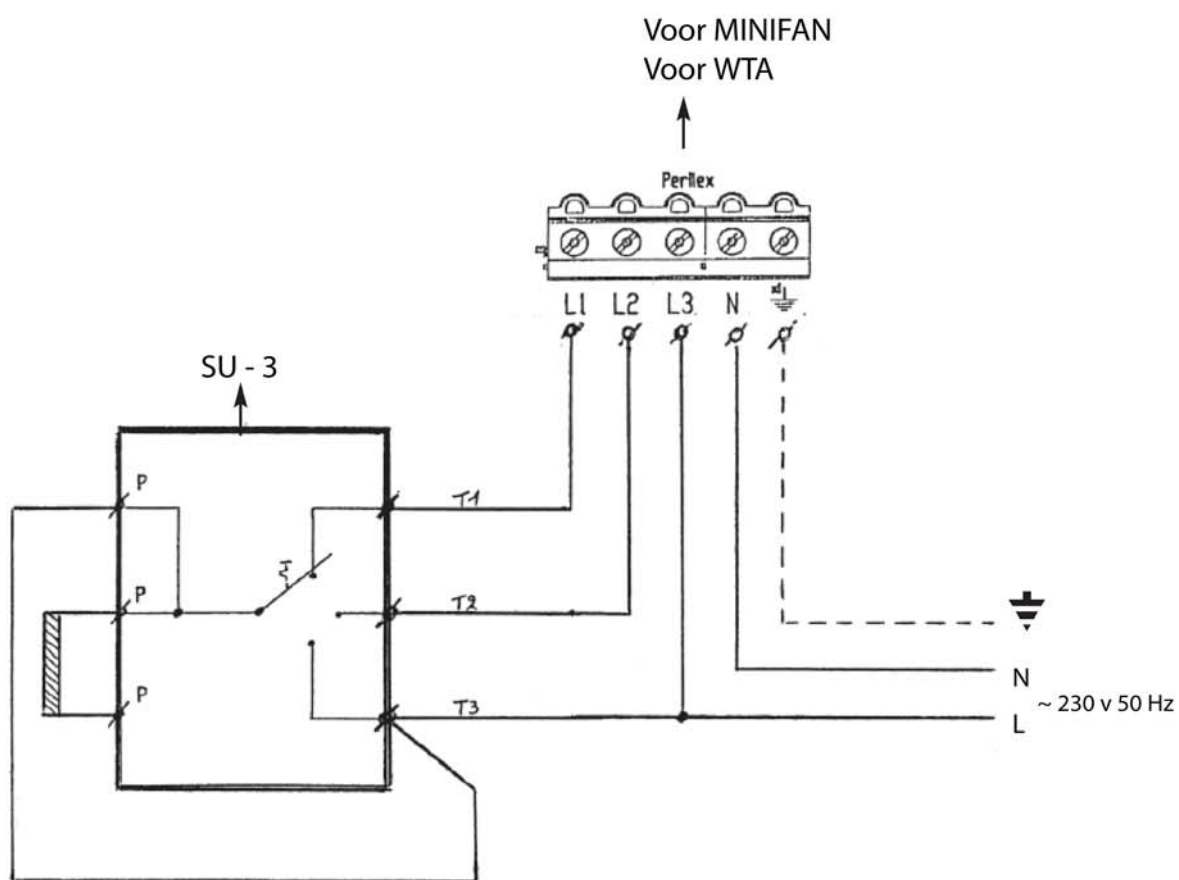 Voor MINIFAN
Voor WTA
Perilex
L1 L2 L3 N
SU - 3
P
T1
P
T2
P
T3
N
~ 230 v 50 Hz
L